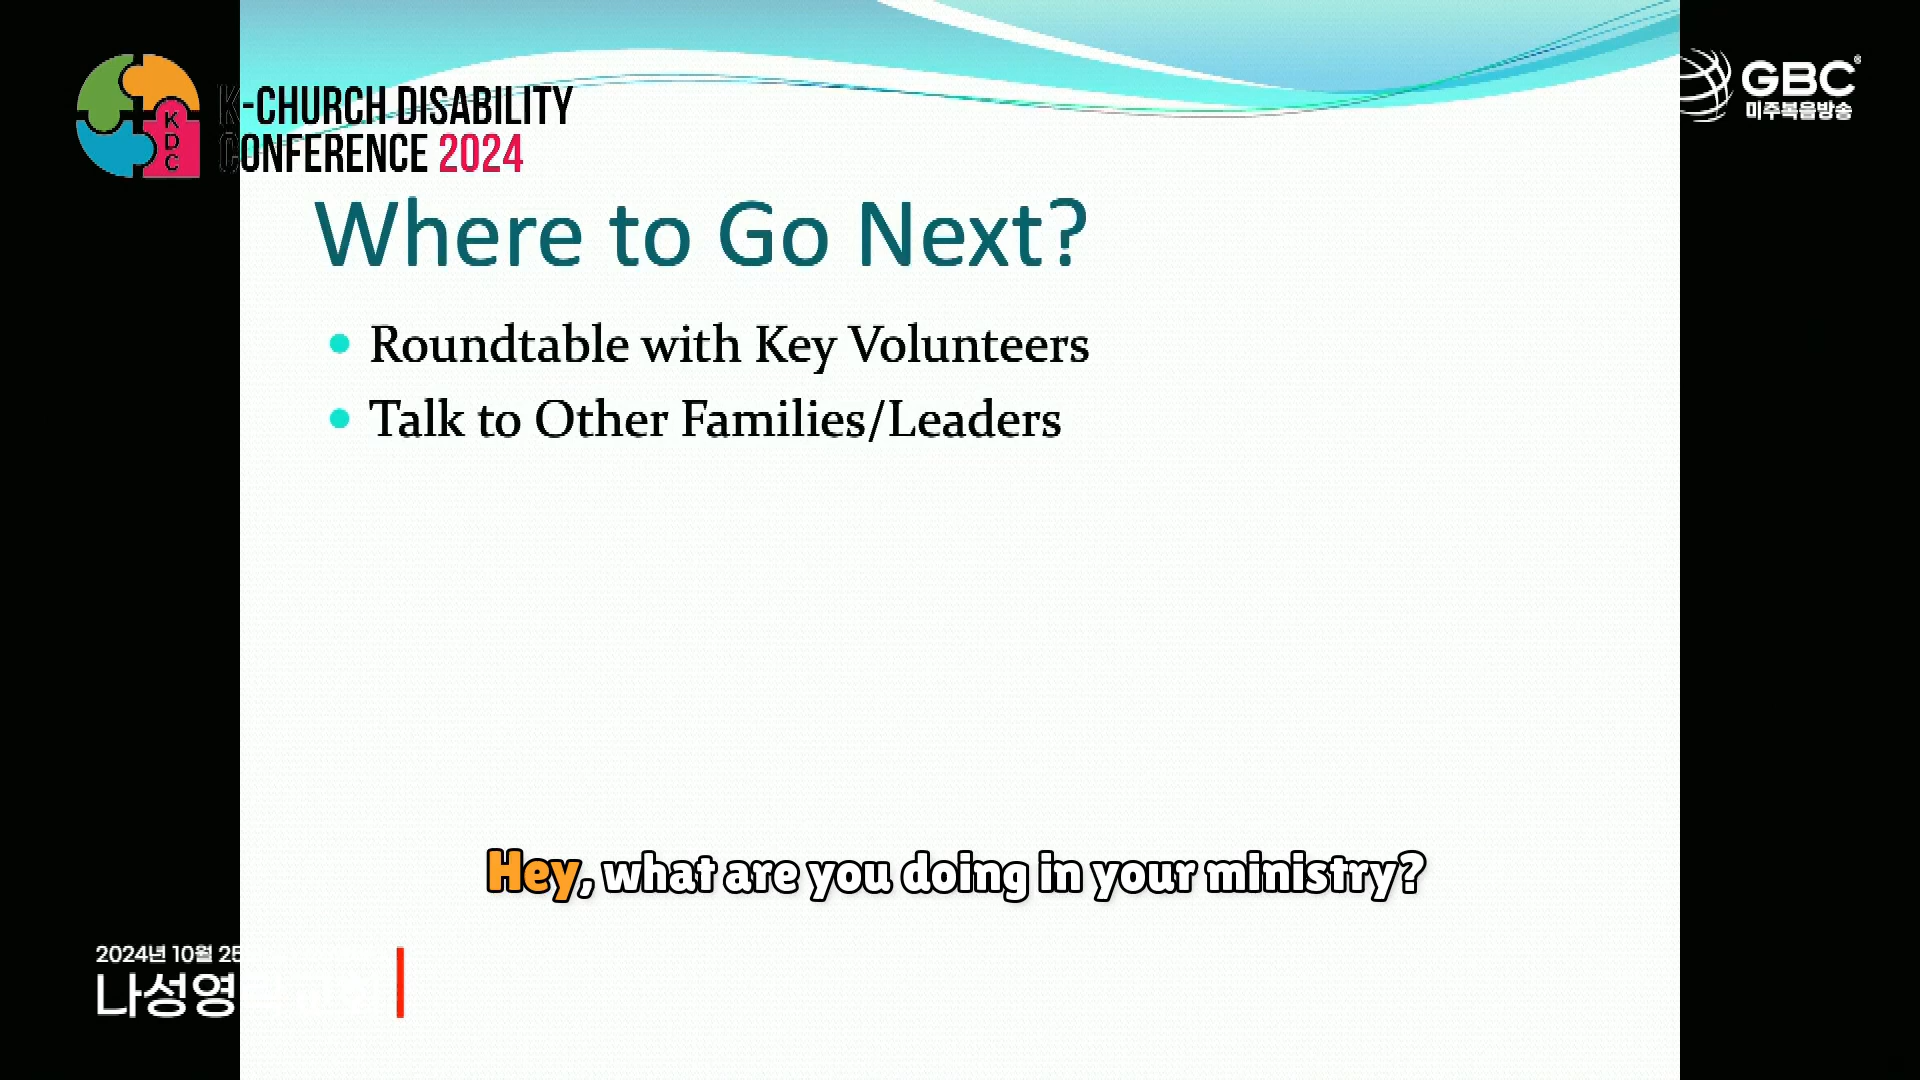 K-CHURCH DISABILITY
CONFERENCE 2024
KDC
GBC®
미주복음방송
Where to Go Next?
Roundtable with Key Volunteers
Talk to Other Families/Leaders
Hey, what are you doing in your ministry?
2024년 10월 25
나성영